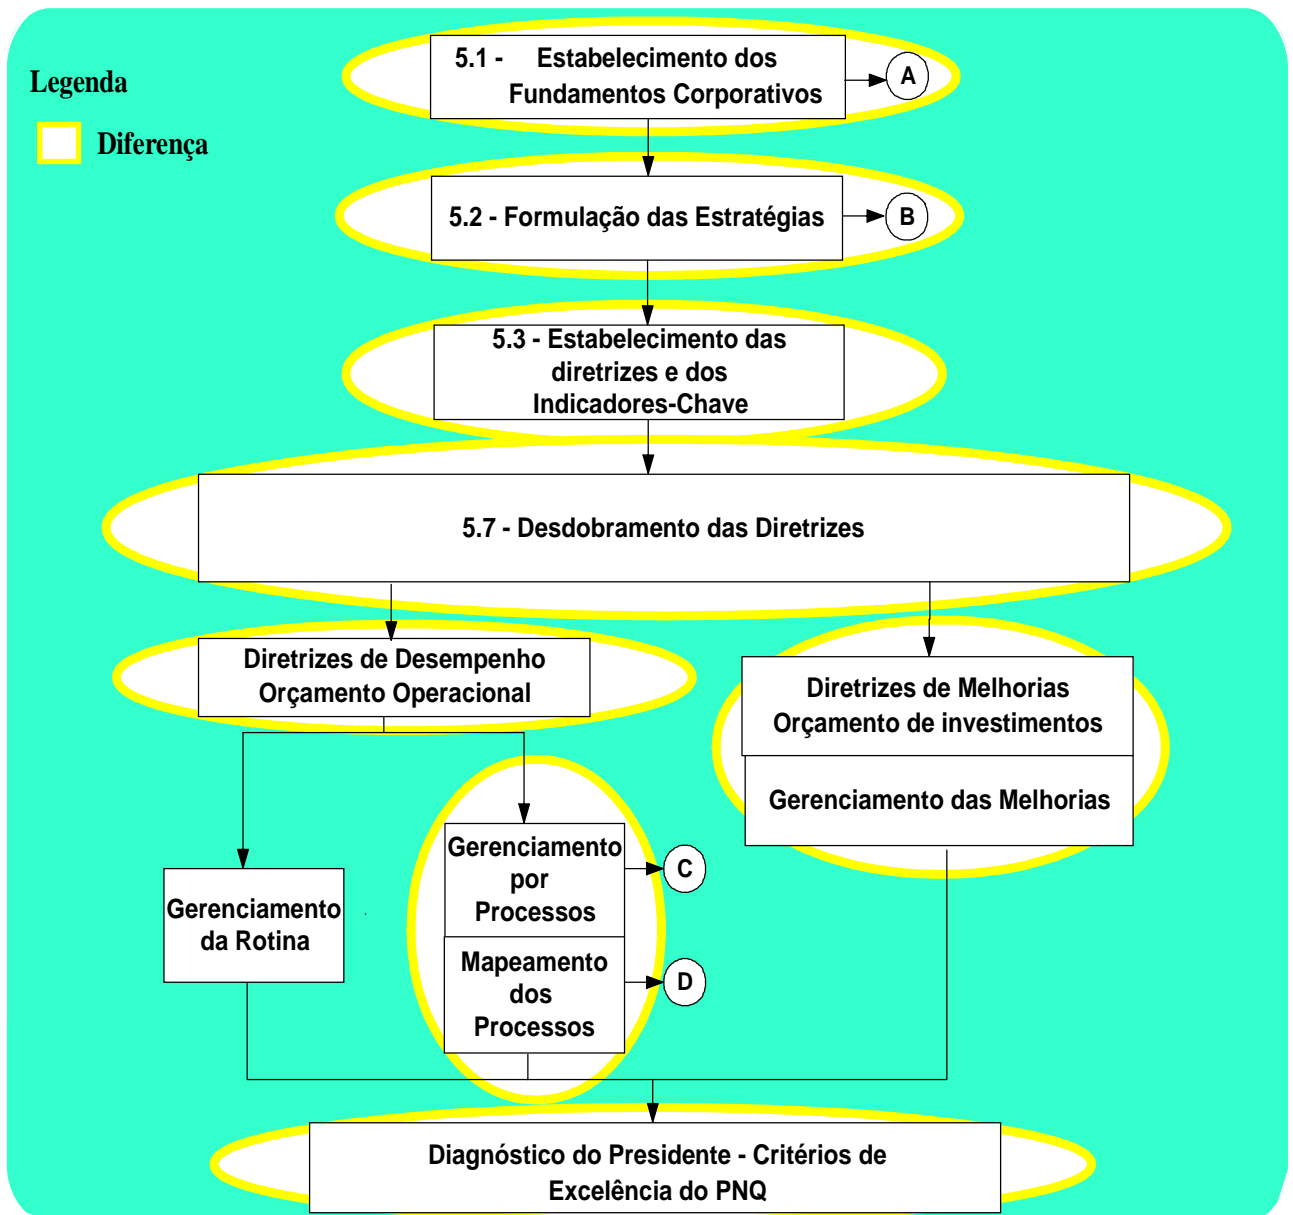 Legenda
Diferença
5.1 - Estabelecimento dos
Fundamentos Corporativos
A
5.2 - Formulação das Estratégias
B
5.3 - Estabelecimento das
diretrizes e dos
Indicadores-Chave
5.7 - Desdobramento das Diretrizes
Diretrizes de Desempenho
Orçamento Operacional
Diretrizes de Melhorias
Orçamento de investimentos
Gerenciamento das Melhorias
Gerenciamento
por
Processos
C
Gerenciamento
da Rotina
Mapeamento
dos
Processos
D
Diagnóstico do Presidente - Critérios de
Excelência do PNQ